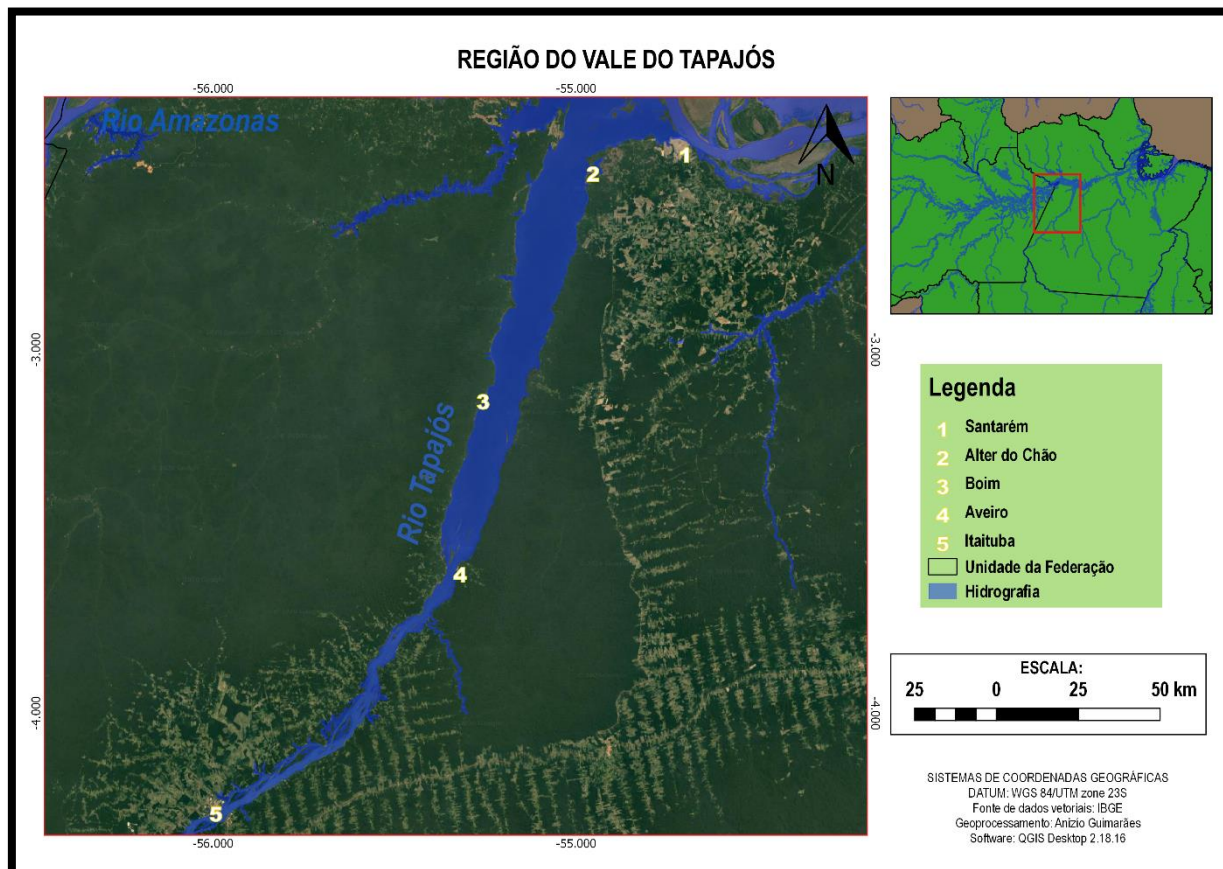 REGIÃO DO VALE DO TAPAJÓS
-56.000
-55.000
Rio Amazonas
1
N
2
-3.000
-3.000
3
Rio Tapajós
4
-4.000
-4.000
5
-56.000
-55.000
Legenda
1 Santarém
2 Alter do Chão
3 Boim
4 Aveiro
5 Itaituba
Unidade da Federação
Hidrografia
ESCALA:
25 0 25 50 km
SISTEMAS DE COORDENADAS GEOGRÁFICAS
DATUM: WGS 84/UTM zone 23S
Fonte de dados vetoriais: IBGE
Geoprocessamento: Anízio Guimarães
Software: QGIS Desktop 2.18.16